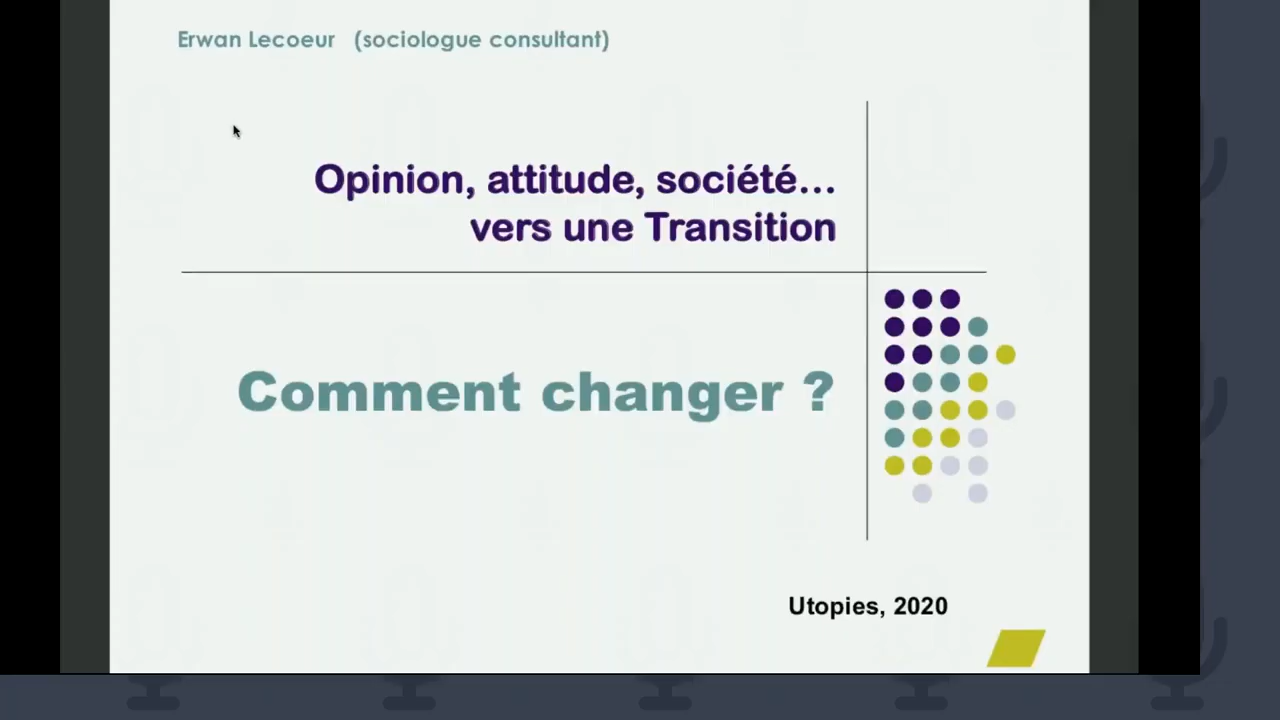 Erwan Lecoeur (sociologue consultant)
Opinion, attitude, société...
vers une Transition
Comment changer ?
Utopies, 2020